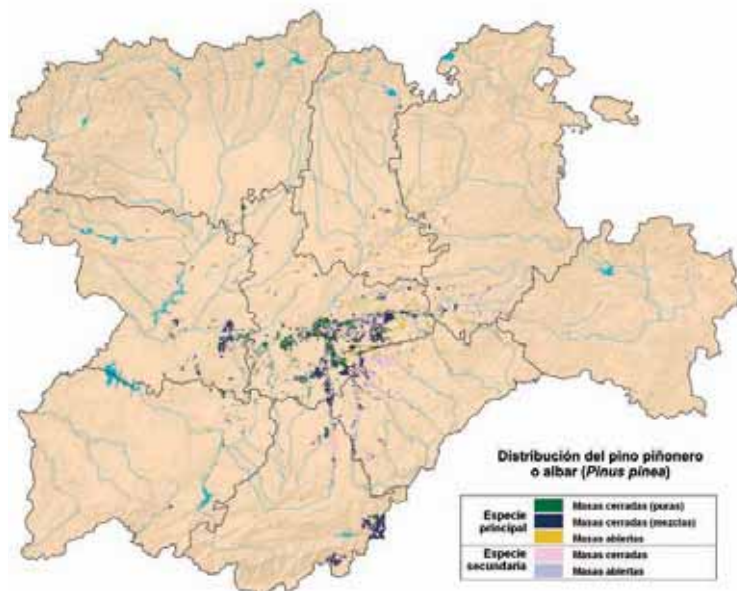 Distribución del pino piñonero
o albar (Pinus pinea)
Especie
principal
Masas cerradas (puras)
Masas cerradas (mezclas)
Masas abiertas
Especie
secundaria
Masas cerradas
Masas abiertas